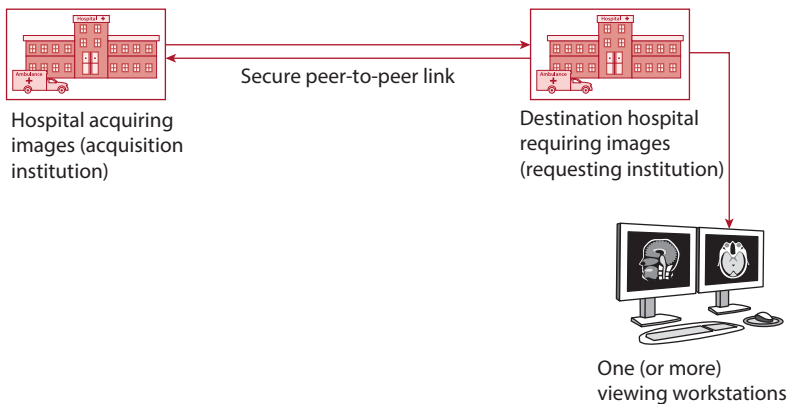 Hospital +
Ambulance
Hospital +
Ambulance
Secure peer-to-peer link
Hospital acquiring
images (acquisition
institution)
Destination hospital
requiring images
(requesting institution)
One (or more)
viewing workstations